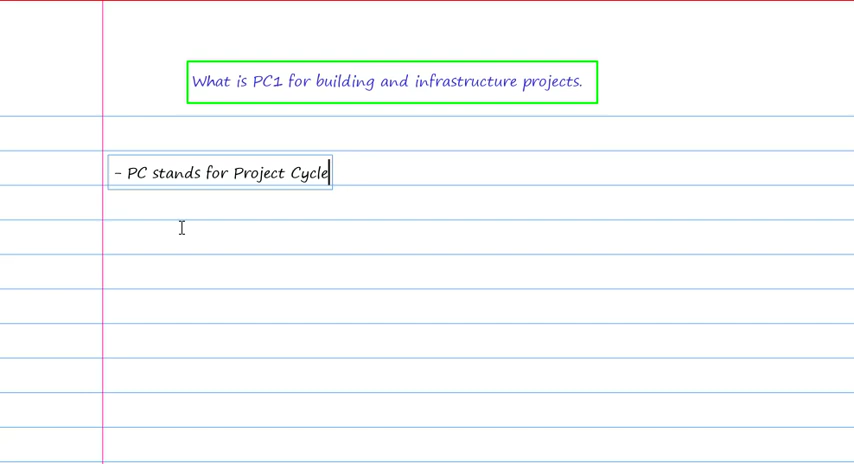 What is PC1 for building and infrastructure projects.
- PC stands for Project Cycle